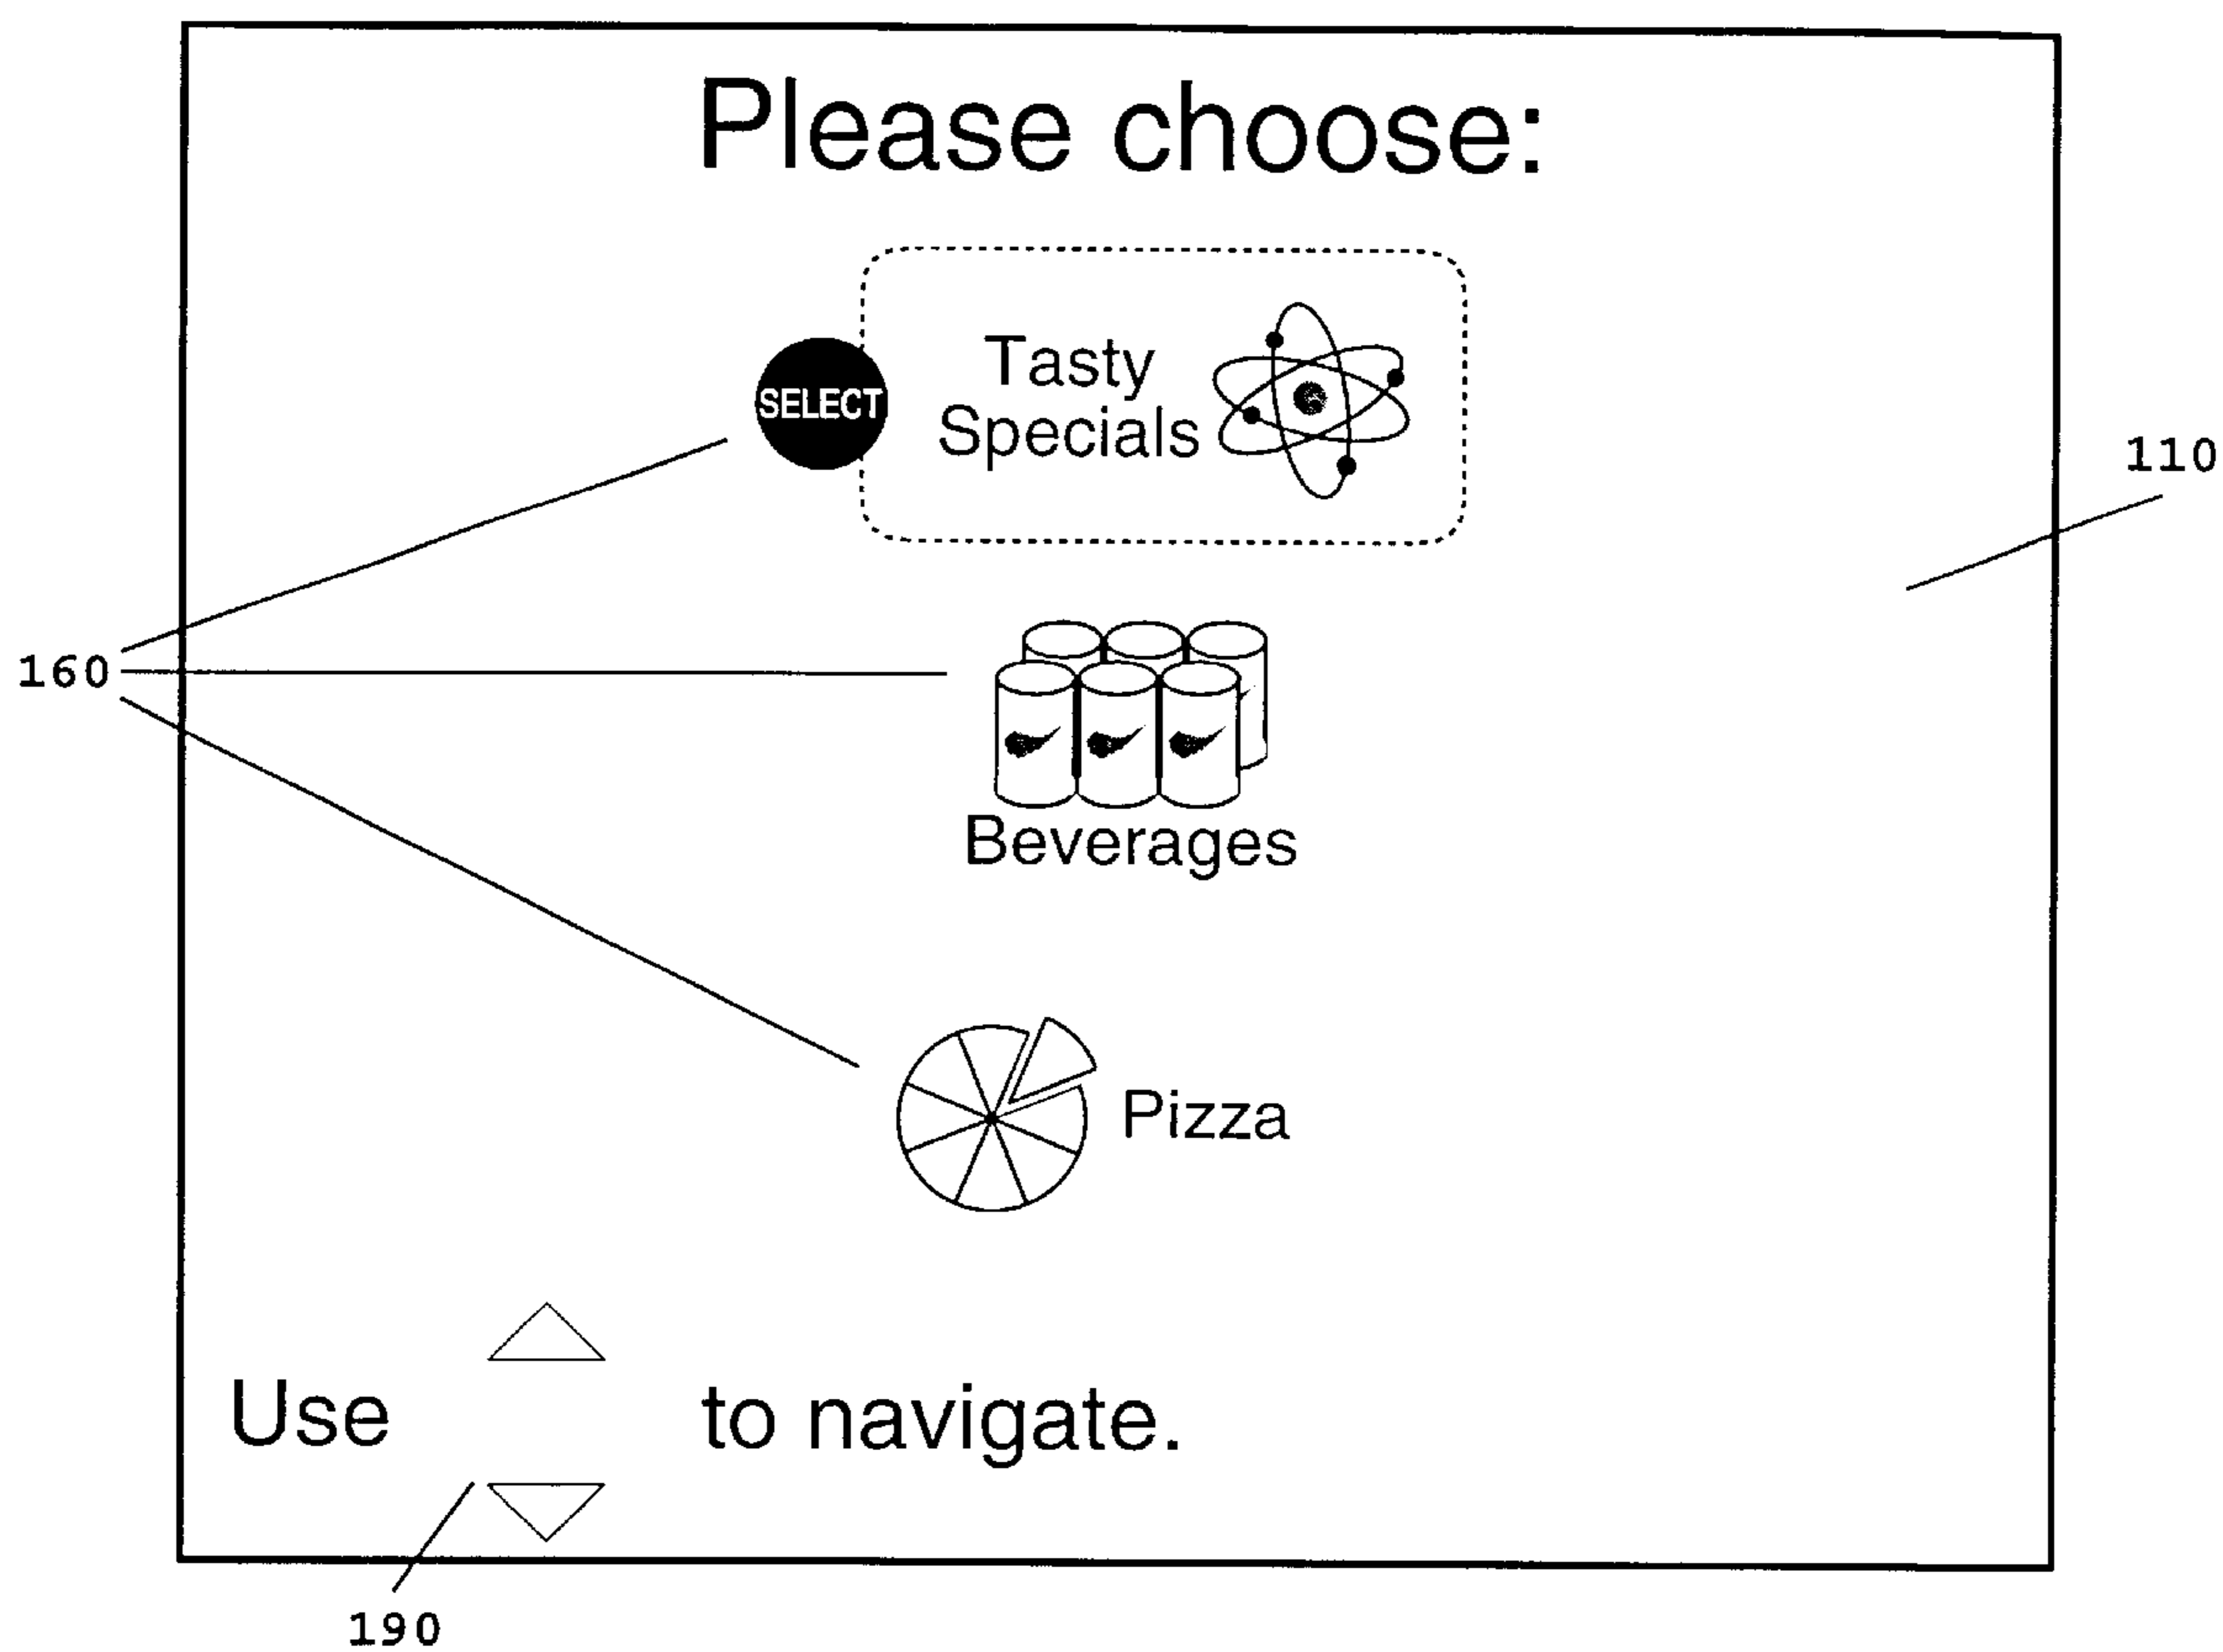 Please choose:
SELECT
Tasty
Specials
110
160
Beverages
Pizza
Use to navigate.
190